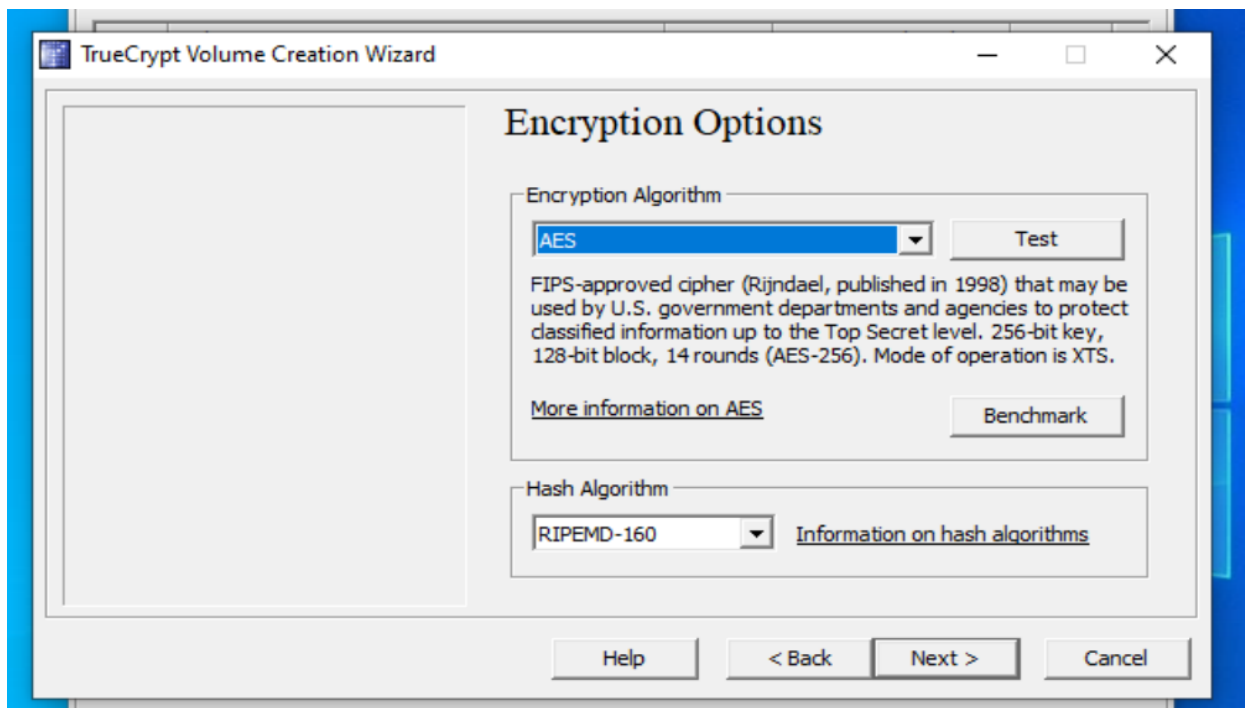 TrueCrypt Volume Creation Wizard
Encryption Options
Encryption Algorithm
AES
Test
FIPS-approved cipher (Rijndael, published in 1998) that may be
used by U.S. government departments and agencies to protect
classified information up to the Top Secret level. 256-bit key,
128-bit block, 14 rounds (AES-256). Mode of operation is XTS.
More information on AES
Benchmark
Hash Algorithm
RIPEMD-160
Information on hash algorithms
Help
< Back
Next >
Cancel